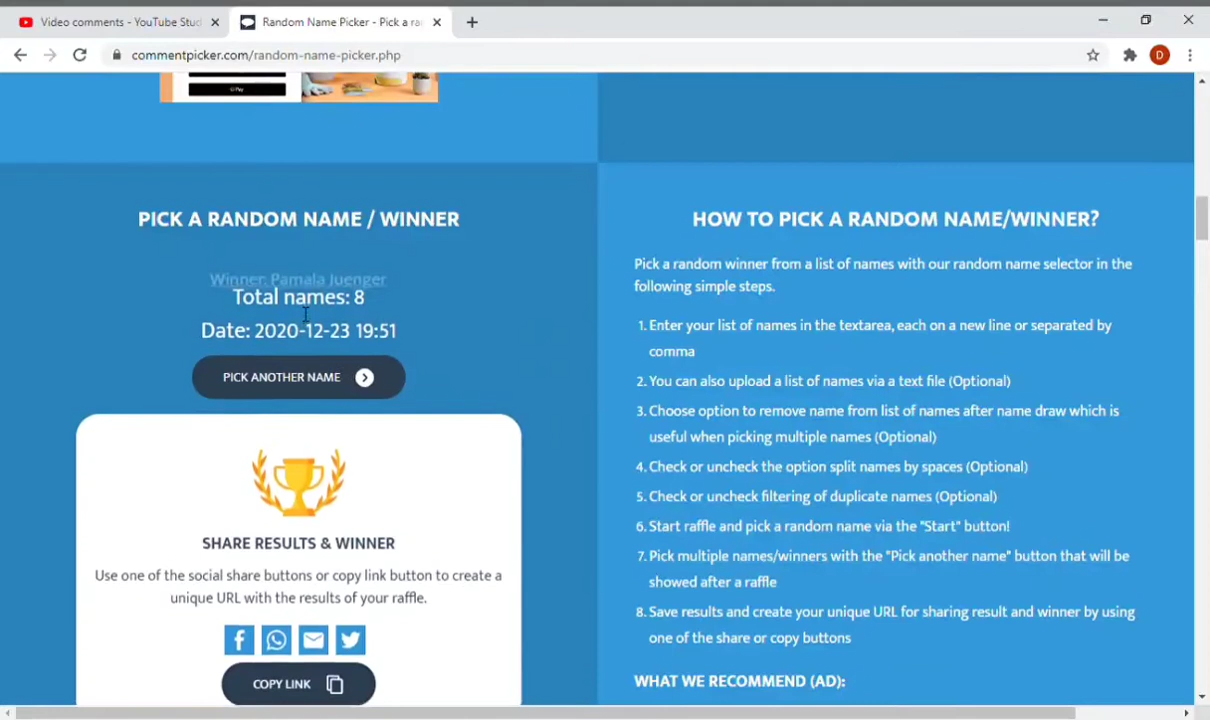 Video comments - YouTube Stud
Random Name Picker - Pick a ra
commentpicker.com/random-name-picker.php
D
G Pay
PICK A RANDOM NAME / WINNER
Winner: Pamala Juenger
Total names: 8
Date: 2020-12-23 19:51
PICK ANOTHER NAME
SHARE RESULTS & WINNER
Use one of the social share buttons or copy link button to create a
unique URL with the results of your raffle.
COPY LINK
HOW TO PICK A RANDOM NAME/WINNER?
Pick a random winner from a list of names with our random name selector in the
following simple steps.
1. Enter your list of names in the textarea, each on a new line or separated by
comma
2. You can also upload a list of names via a text file (Optional)
3. Choose option to remove name from list of names after name draw which is
useful when picking multiple names (Optional)
4. Check or uncheck the option split names by spaces (Optional)
5. Check or uncheck filtering of duplicate names (Optional)
6. Start raffle and pick a random name via the "Start" button!
7. Pick multiple names/winners with the "Pick another name" button that will be
showed after a raffle
8. Save results and create your unique URL for sharing result and winner by using
one of the share or copy buttons
WHAT WE RECOMMEND (AD):